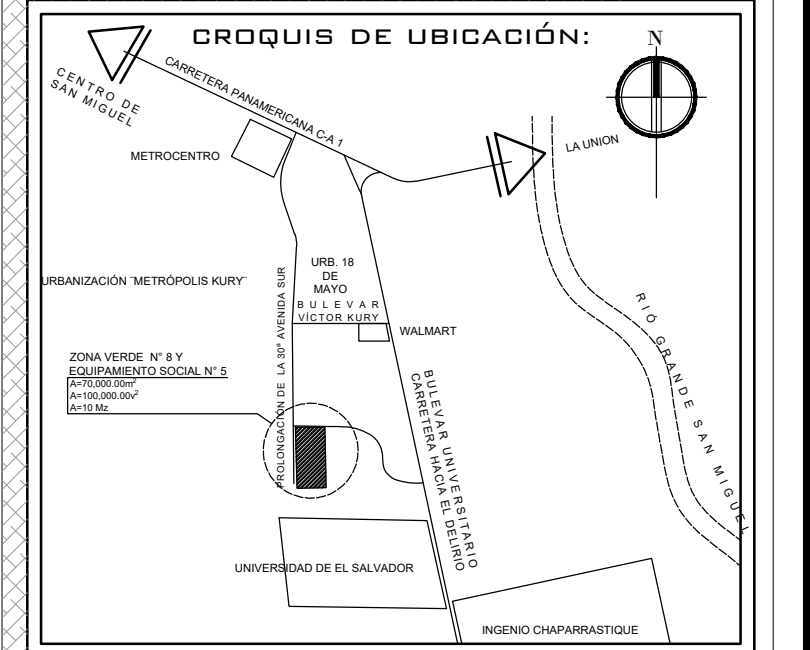 CROQUIS DE UBICACIÓN:
N
CENTRO DE
SAN MIGUEL
CARRETERA PANAMERICANA C-A 1
LA UNION
METROCENTRO
URBANIZACIÓN ¨METRÓPOLIS KURY¨
URB. 18
DE
MAYO
BULEVAR
VÍCTOR KURY
WALMART
PROLONGACIÓN DE LA 30ª AVENIDA SUR
RIÓ GRANDE SAN MIGUEL
ZONA VERDE N° 8 Y
EQUIPAMIENTO SOCIAL N° 5
A=70,000.00m²
A=100,000.00v²
A=10 Mz
BULEVAR UNIVERSITARIO
CARRETERA HACIA EL DELIRIO
UNIVERSIDAD DE EL SALVADOR
INGENIO CHAPARRASTIQUE